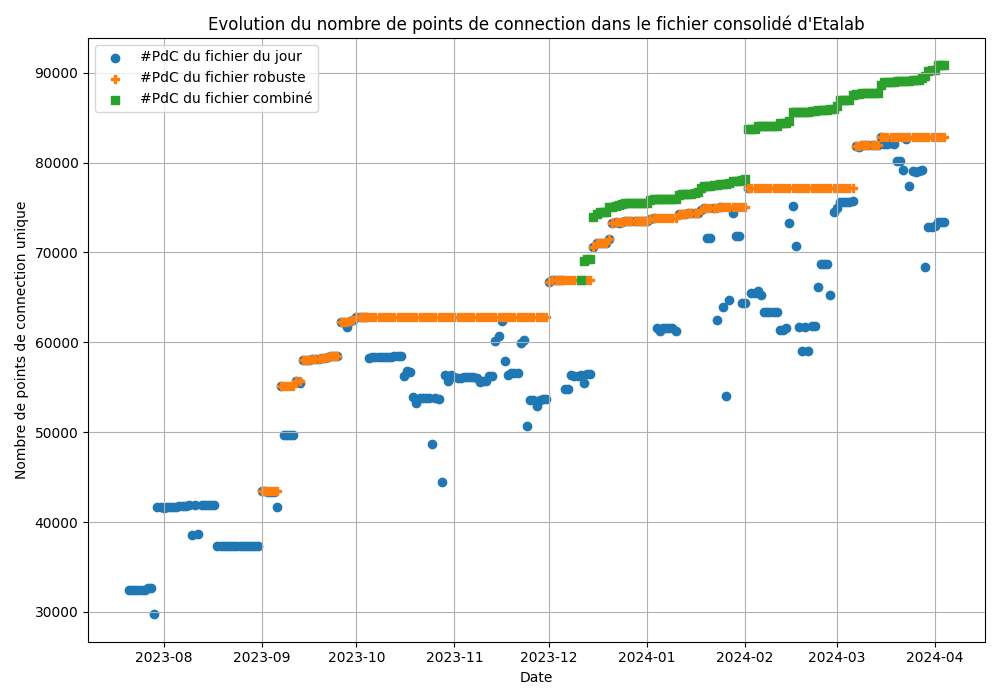 Evolution du nombre de points de connection dans le fichier consolidé d'Etalab
#PdC du fichier du jour
#PdC du fichier robuste
#PdC du fichier combiné
Nombre de points de connection unique
90000
80000
70000
60000
50000
40000
30000
2023-08
2023-09
2023-10
2023-11
2023-12
2024-01
2024-02
2024-03
2024-04
Date